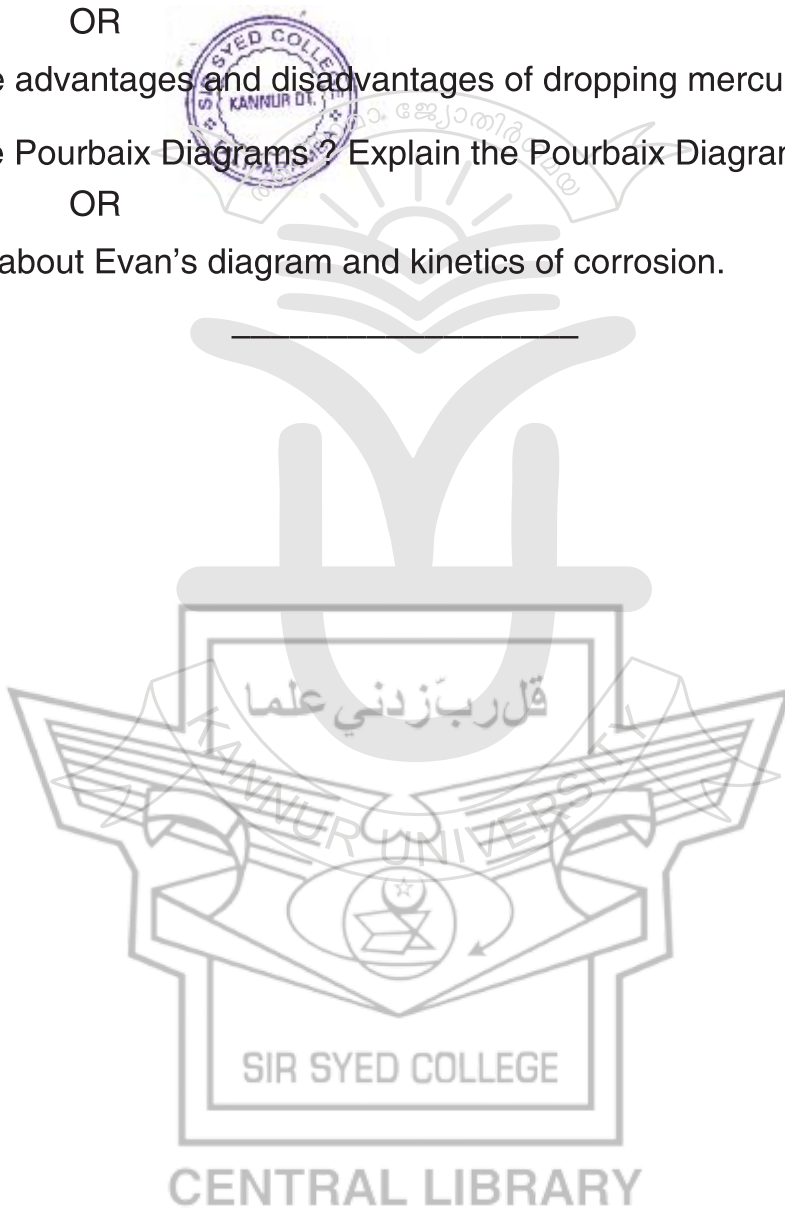 OR
advantages and disadvantages of dropping mercu
SIR SYED COLLEGE
KANNUR DT.
Pourbaix Diagrams ? Explain the Pourbaix Diagra
OR
about Evan’s diagram and kinetics of corrosion.
قل ربّ زدني علما
KANNUR UNIVERSITY
SIR SYED COLLEGE
CENTRAL LIBRARY